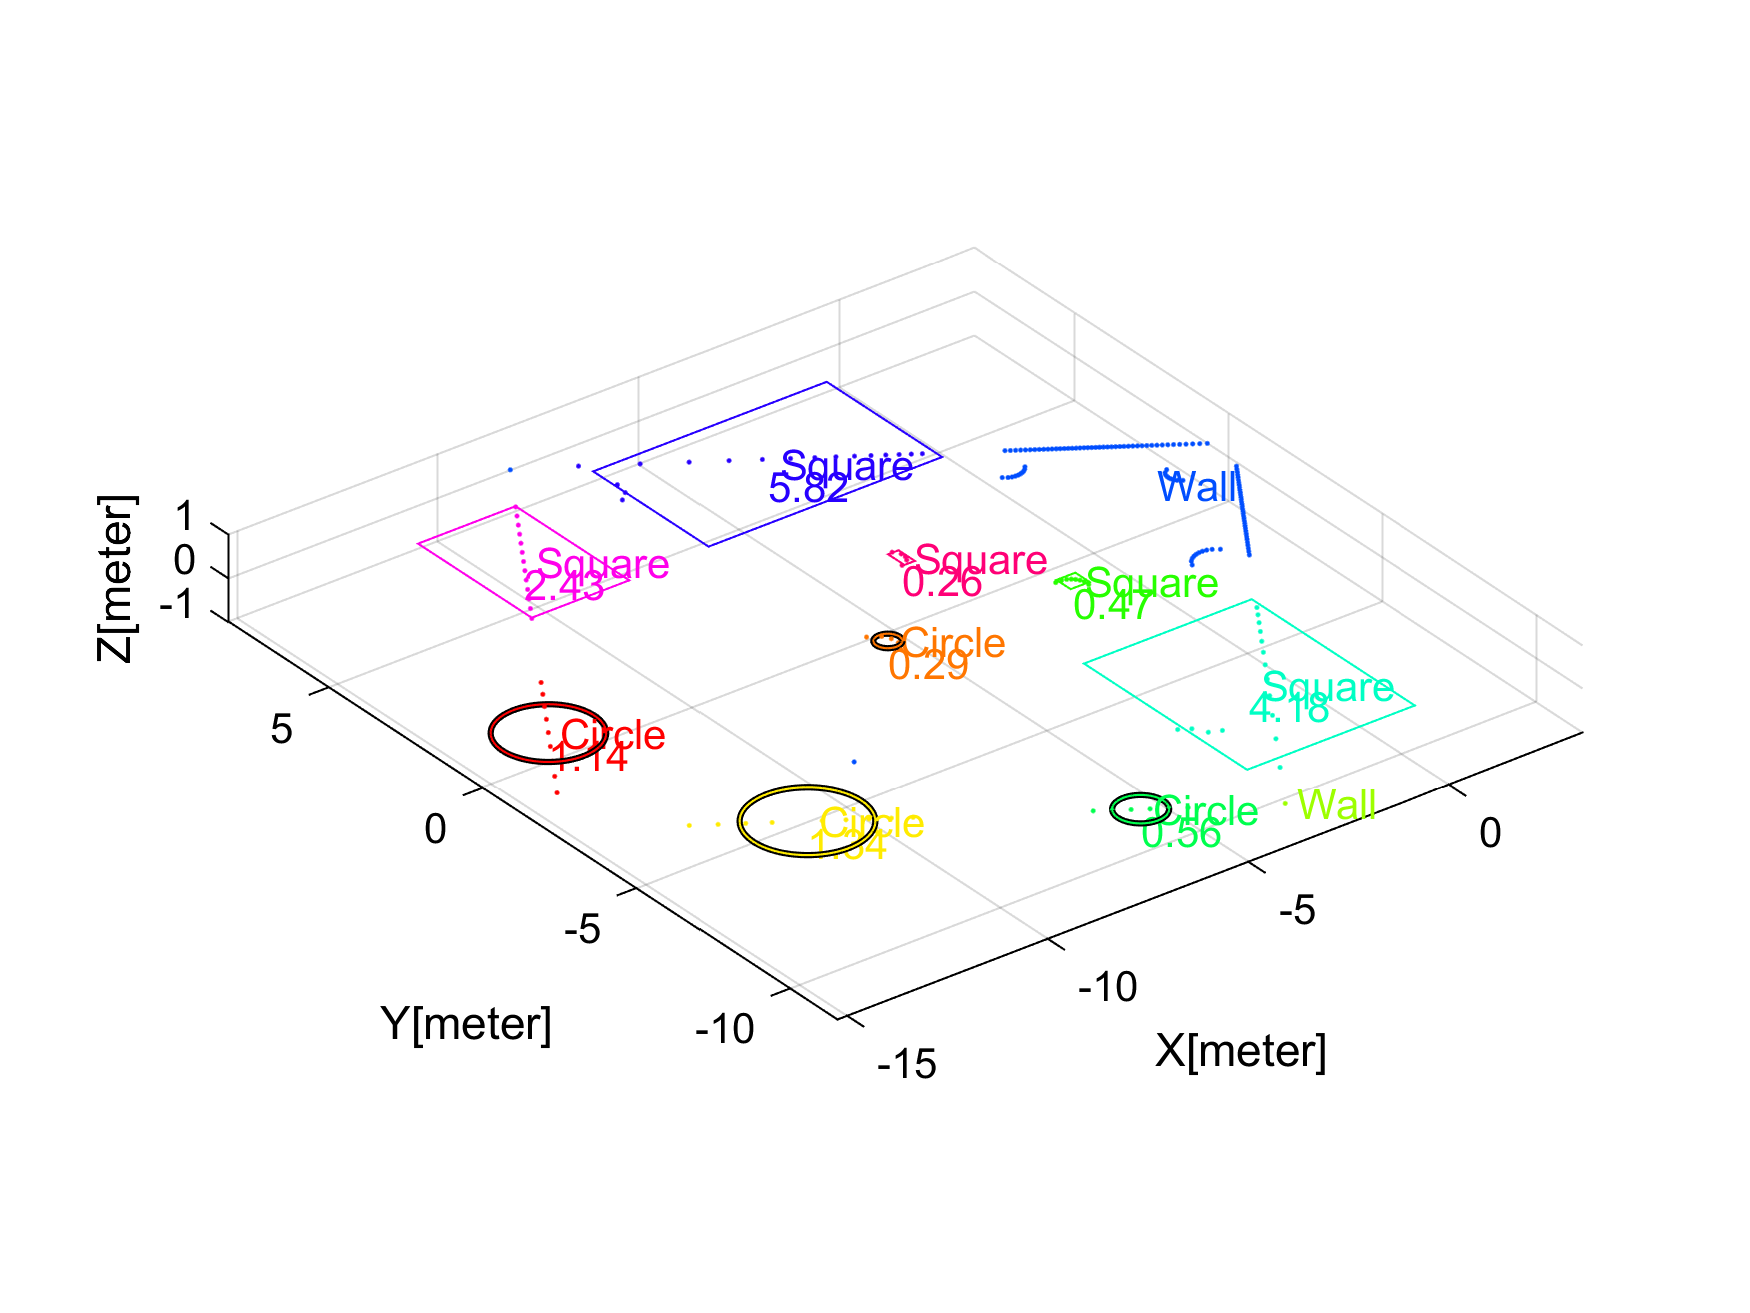 Z[meter]
1
0
-1
5
0
-5
-10
Y[meter]
-15
-10
-5
0
X[meter]
Square
5.82
Wall
Square
2.43
Square
0.26
Square
0.47
Circle
0.29
Square
4.18
Circle
1.14
Circle
Circle
0.56
Wall